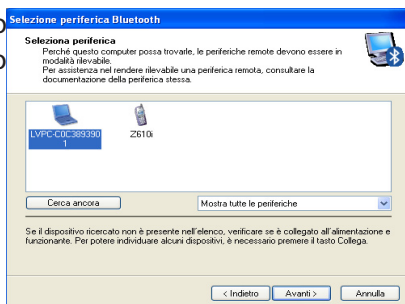 Selezione periferica Bluetooth
Seleziona periferica
Perché questo computer possa trovarle, le periferiche remote devono essere in
modalità rilevabile.
Per assistenza nel rendere rilevabile una periferica remota, consultare la
documentazione della periferica stessa.
LVPC-C0C389390
1
Z610i
Cerca ancora
Mostra tutte le periferiche
Se il dispositivo ricercato non è presente nell'elenco, verificare se è collegato all'alimentazione e
funzionante. Per potere individuare alcuni dispositivi, è necessario premere il tasto Collega.
< Indietro
Avanti >
Annulla